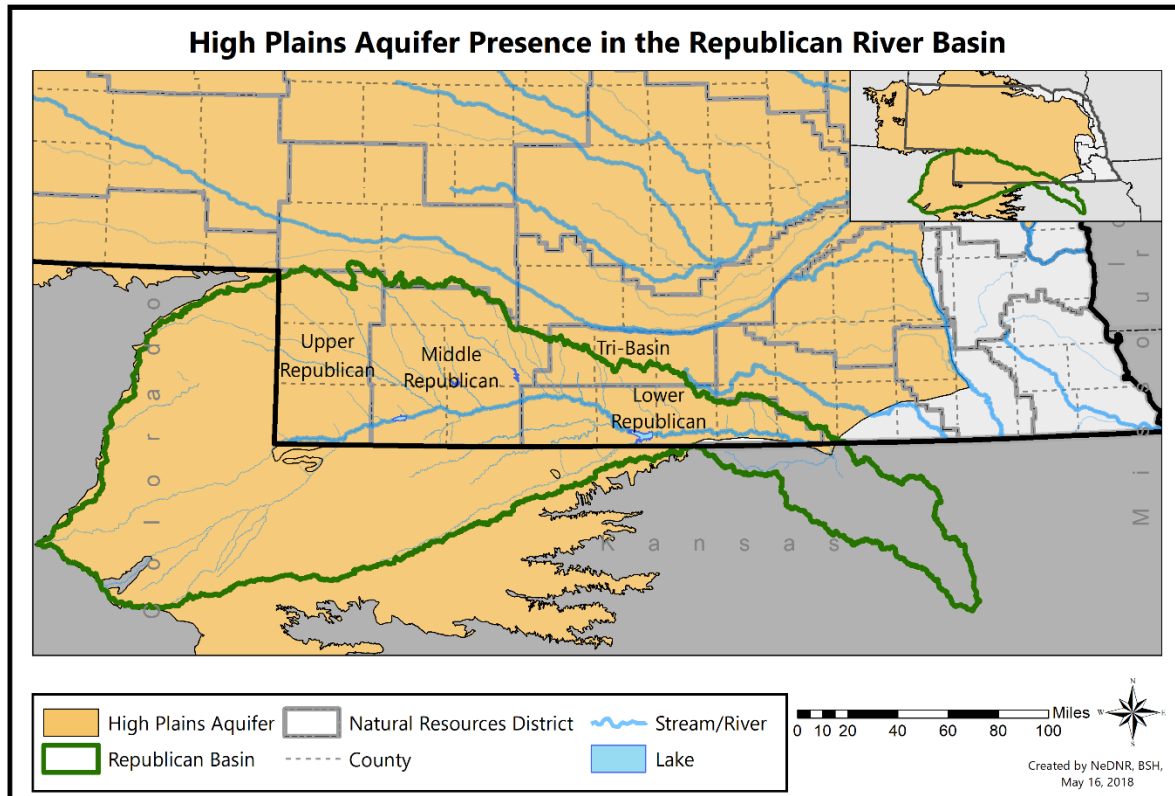 High Plains Aquifer Presence in the Republican River Basin
Colorado
Upper
Republican
Middle
Republican
Tri-Basin
Lower
Republican
Kansas
Missour
High Plains Aquifer
Natural Resources District
Stream/River
Republican Basin
County
Lake
Miles
0 10 20 40 60 80 100
N
W E
S
Created by NeDNR, BSH,
May 16, 2018